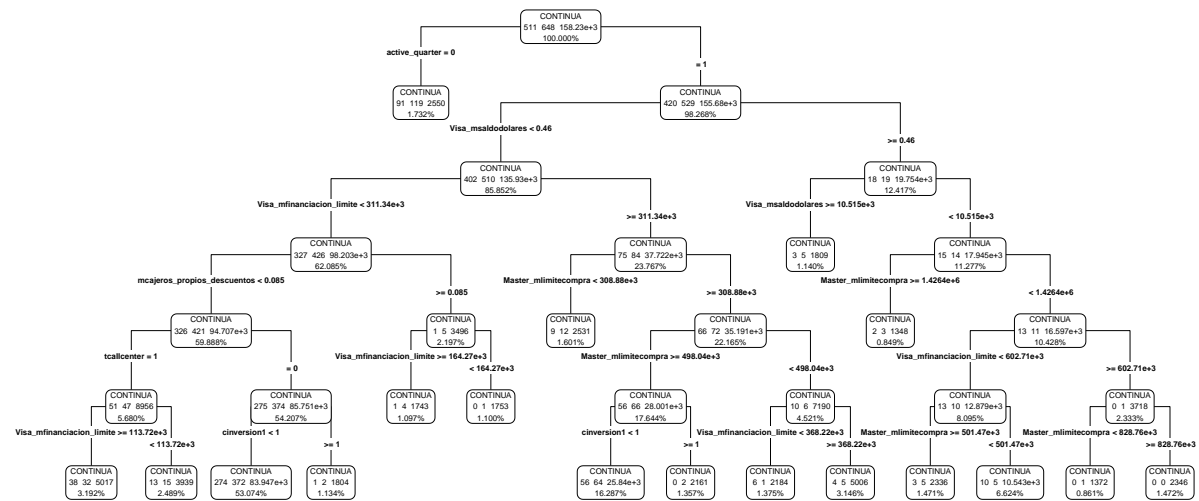 CONTINUA
511 648 158.23e+3
100.000%
active_quarter = 0
= 1
CONTINUA
91 119 2550
1.732%
CONTINUA
420 529 155.68e+3
98.268%
Visa_msaldodolares < 0.46
>= 0.46
CONTINUA
402 510 135.93e+3
85.852%
CONTINUA
18 19 19.754e+3
12.417%
Visa_mfinanciacion_limite < 311.34e+3
>= 311.34e+3
Visa_msaldodolares >= 10.515e+3
< 10.515e+3
CONTINUA
327 426 98.203e+3
62.085%
CONTINUA
75 84 37.722e+3
23.767%
CONTINUA
3 5 1809
1.140%
CONTINUA
15 14 17.945e+3
11.277%
mcajeros_propios_descuentos < 0.085
>= 0.085
Master_mlimitecompra < 308.88e+3
>= 308.88e+3
Master_mlimitecompra >= 1.4264e+6
< 1.4264e+6
CONTINUA
326 421 94.707e+3
59.888%
CONTINUA
1 5 3496
2.197%
CONTINUA
9 12 2531
1.601%
CONTINUA
66 72 35.191e+3
22.165%
CONTINUA
2 3 1348
0.849%
CONTINUA
13 11 16.597e+3
10.428%
tcallcenter = 1
= 0
Visa_mfinanciacion_limite >= 164.27e+3
< 164.27e+3
Master_mlimitecompra >= 498.04e+3
< 498.04e+3
Visa_mfinanciacion_limite < 602.71e+3
>= 602.71e+3
CONTINUA
51 47 8956
5.680%
CONTINUA
275 374 85.751e+3
54.207%
CONTINUA
1 4 1743
1.097%
CONTINUA
0 1 1753
1.100%
CONTINUA
56 66 28.001e+3
17.644%
CONTINUA
10 6 7190
4.521%
CONTINUA
13 10 12.879e+3
8.095%
CONTINUA
0 1 3718
2.333%
Visa_mfinanciacion_limite >= 113.72e+3
< 113.72e+3
cinversion1 < 1
>= 1
cinversion1 < 1
>= 1
Visa_mfinanciacion_limite < 368.22e+3
>= 368.22e+3
Master_mlimitecompra >= 501.47e+3
< 501.47e+3
Master_mlimitecompra < 828.76e+3
>= 828.76e+3
CONTINUA
38 32 5017
3.192%
CONTINUA
13 15 3939
2.489%
CONTINUA
274 372 83.947e+3
53.074%
CONTINUA
1 2 1804
1.134%
CONTINUA
56 64 25.84e+3
16.287%
CONTINUA
0 2 2161
1.357%
CONTINUA
6 1 2184
1.375%
CONTINUA
4 5 5006
3.146%
CONTINUA
3 5 2336
1.471%
CONTINUA
10 5 10.543e+3
6.624%
CONTINUA
0 1 1372
0.861%
CONTINUA
0 0 2346
1.472%